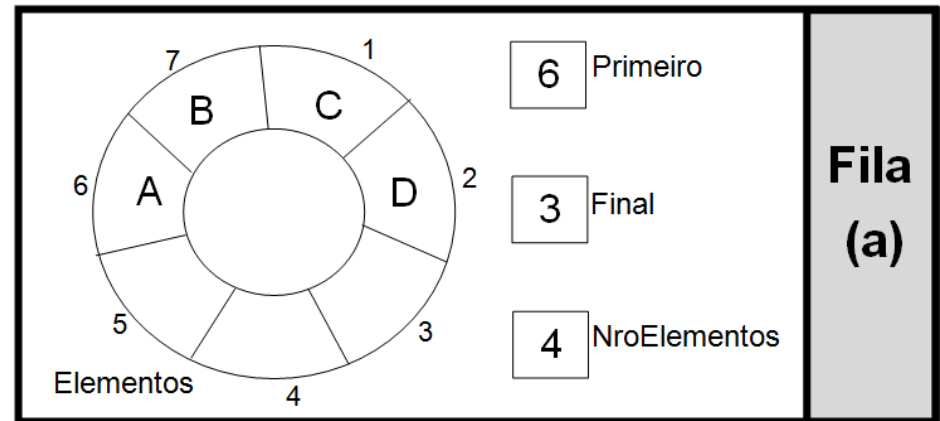 7
1
B
C
6
A
D
2
5
4
3
Elementos
6 Primeiro
3 Final
4 NroElementos
Fila
(a)